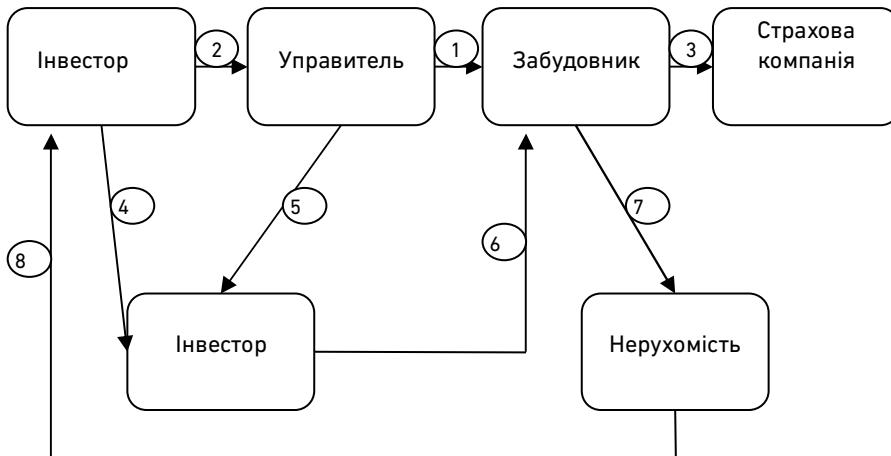 Інвестор
2
Управитель
1
Забудовник
3
Страхова
компанія
4
5
7
8
6
Інвестор
Нерухомість